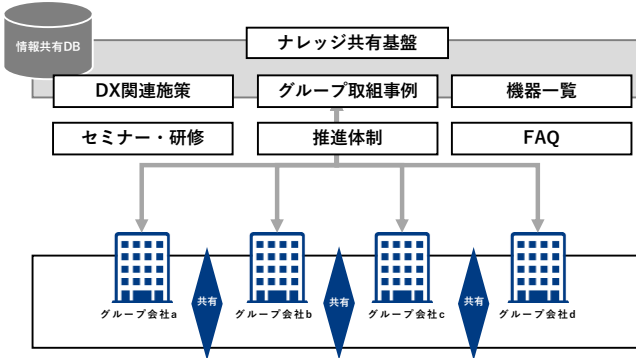 情報共有DB
ナレッジ共有基盤
DX関連施策
グループ取組事例
機器一覧
セミナー・研修
推進体制
FAQ
グループ会社a
共有
グループ会社b
共有
グループ会社c
共有
グループ会社d